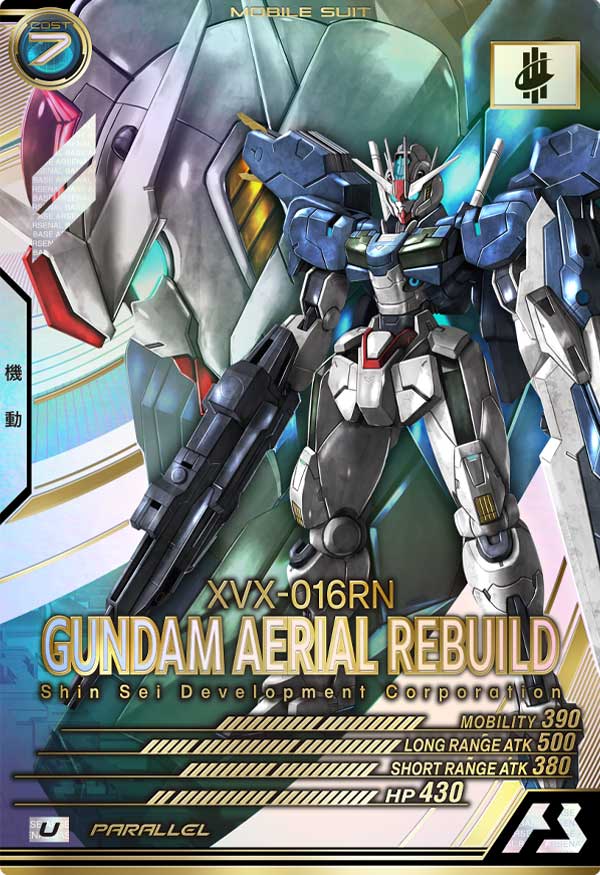 MOBILE SUIT
COST
7
機動
XVX-016RN
GUNDAM AERIAL REBUILD
Shin Sei Development Corporation
MOBILITY 390
LONG RANGE ATK 500
SHORT RANGE ATK 380
HP 430
U PARALLEL